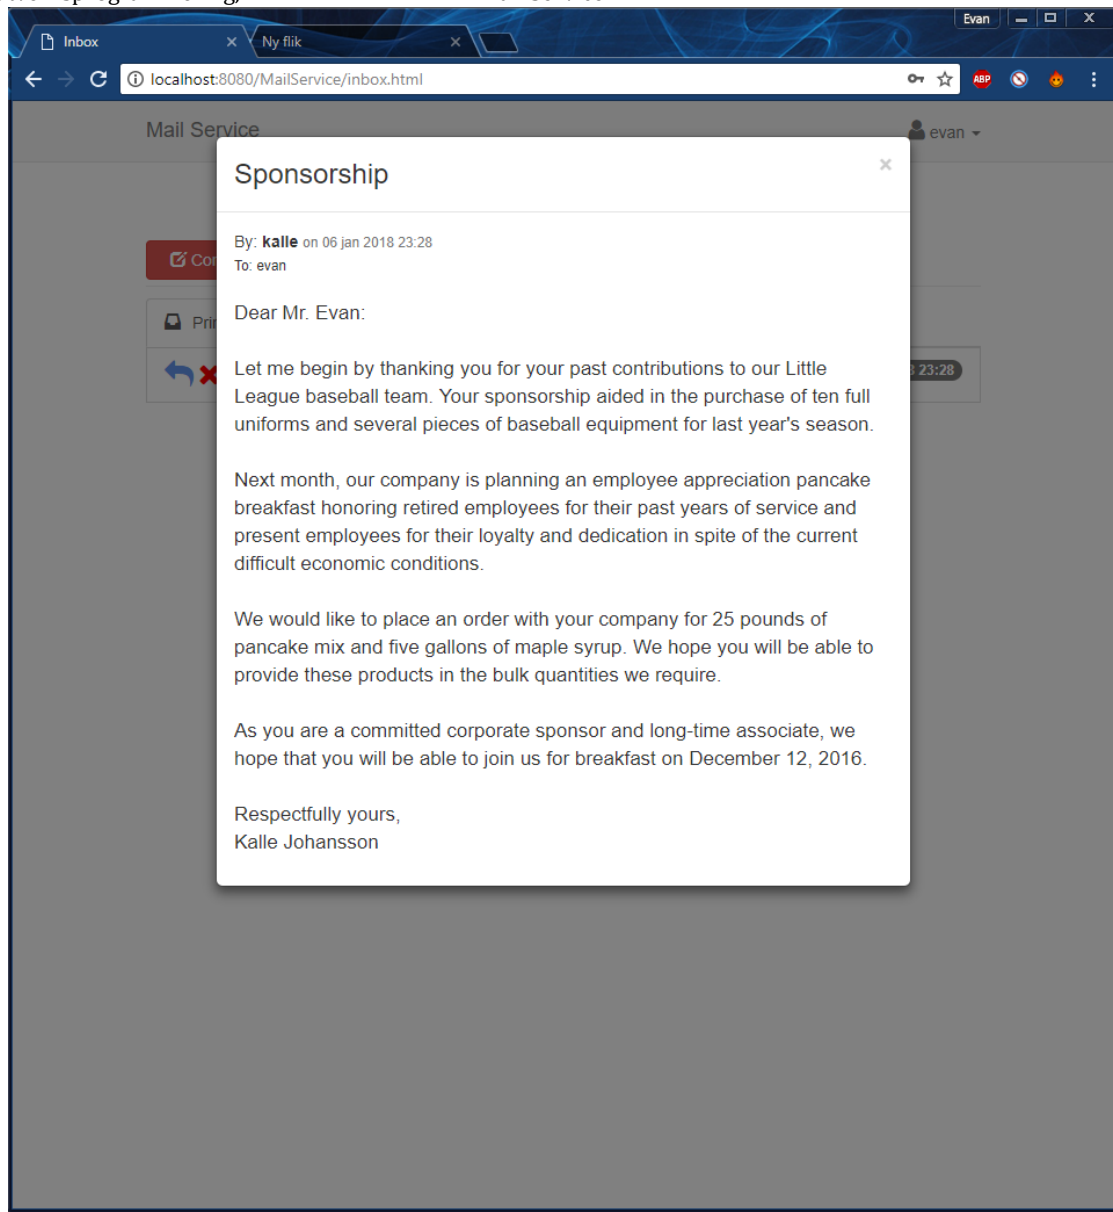 Evan
Inbox
Ny flik
localhost:8080/MailService/inbox.html
ABP
Mail Service
evan
Sponsorship
×
By: kalle on 06 jan 2018 23:28
To: evan
23:28
Dear Mr. Evan:
Let me begin by thanking you for your past contributions to our Little
League baseball team. Your sponsorship aided in the purchase of ten full
uniforms and several pieces of baseball equipment for last year's season.
Next month, our company is planning an employee appreciation pancake
breakfast honoring retired employees for their past years of service and
present employees for their loyalty and dedication in spite of the current
difficult economic conditions.
We would like to place an order with your company for 25 pounds of
pancake mix and five gallons of maple syrup. We hope you will be able to
provide these products in the bulk quantities we require.
As you are a committed corporate sponsor and long-time associate, we
hope that you will be able to join us for breakfast on December 12, 2016.
Respectfully yours,
Kalle Johansson